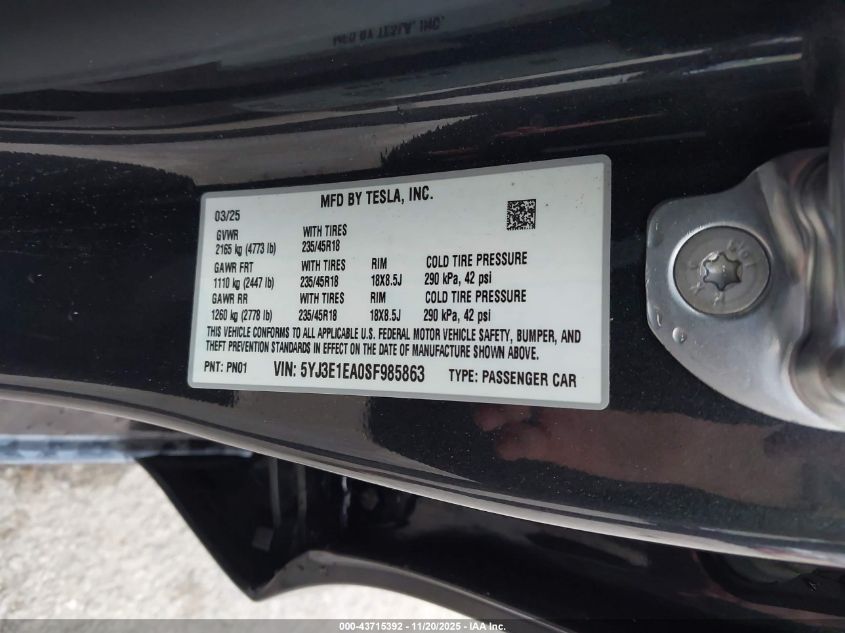 MFD BY TESLA, INC.
03/25
GVWR WITH TIRES
2165 kg (4773 lb) 235/45R18
GAWR FRT WITH TIRES RIM COLD TIRE PRESSURE
1110 kg (2447 lb) 235/45R18 18X8.5J 290 kPa, 42 psi
GAWR RR WITH TIRES RIM COLD TIRE PRESSURE
1260 kg (2778 lb) 235/45R18 18X8.5J 290 kPa, 42 psi
THIS VEHICLE CONFORMS TO ALL APPLICABLE U.S. FEDERAL MOTOR VEHICLE SAFETY, BUMPER, AND
THEFT PREVENTION STANDARDS IN EFFECT ON THE DATE OF MANUFACTURE SHOWN ABOVE.
PNT: PN01 VIN: 5YJ3E1EA0SF985863 TYPE: PASSENGER CAR
000-43715392 - 11/20/2025 - IAA Inc.